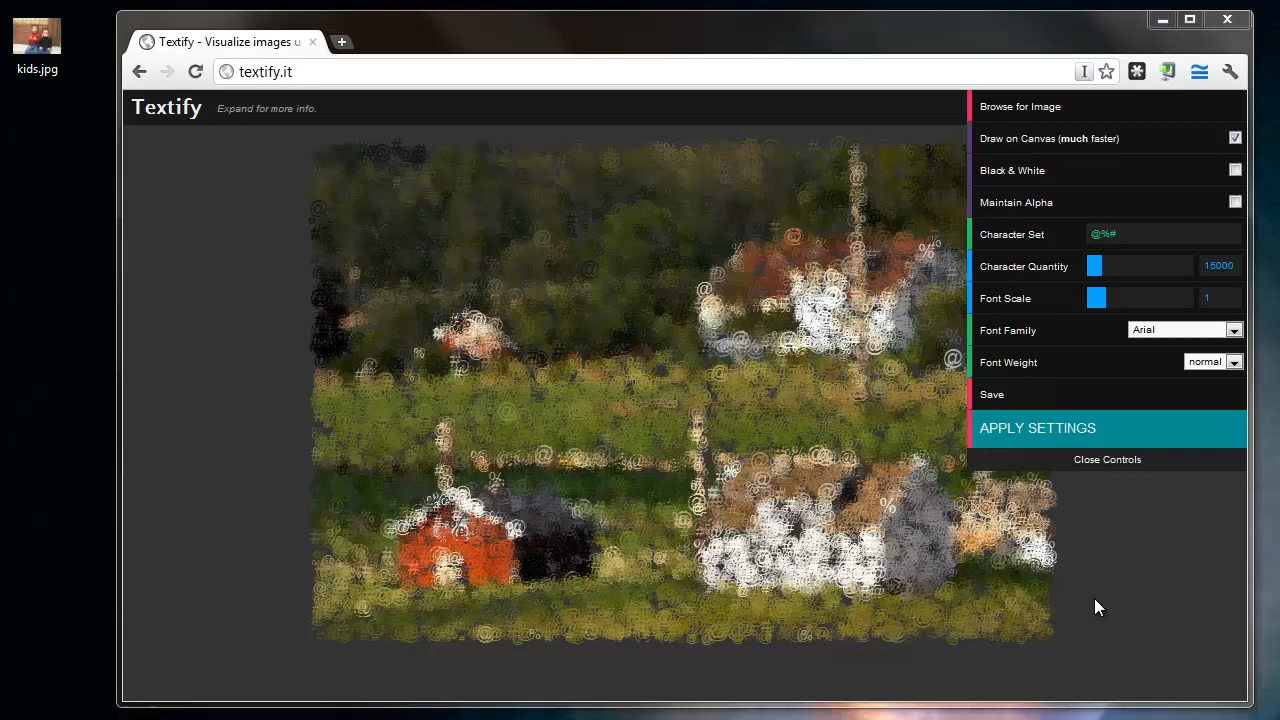 kids.jpg
Textify - Visualize images u
textify.it
Textify
Expand for more info.
Browse for Image
Draw on Canvas (much faster)
Black & White
Maintain Alpha
Character Set @%#
Character Quantity 15000
Font Scale 1
Font Family Arial
Font Weight normal
Save
APPLY SETTINGS
Close Controls